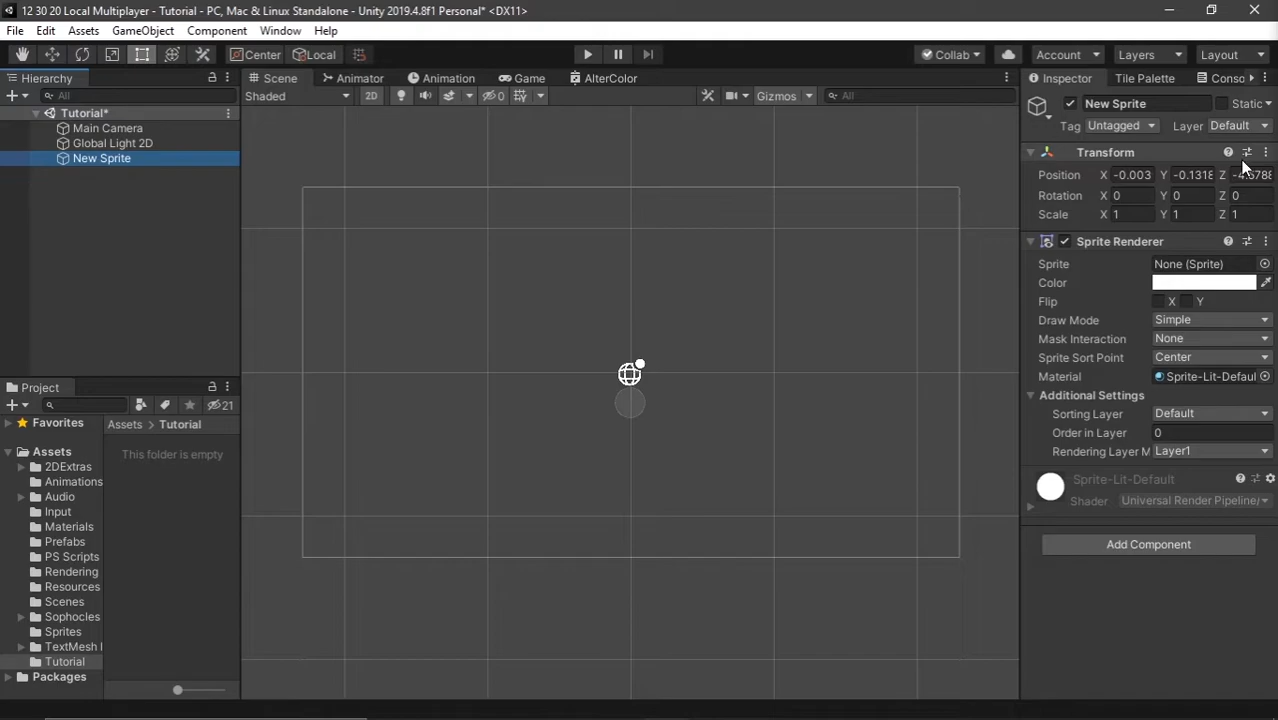 12 30 20 Local Multiplayer - Tutorial - PC, Mac & Linux Standalone - Unity 2019.4.8f1 Personal* <DX11>
File Edit Assets GameObject Component Window Help
Center Local Collab Account Layers Layout
Hierarchy Scene Animator Animation Game AlterColor Inspector Tile Palette Conso
All Shaded 2D 0 Gizmos All New Sprite Static
Tutorial*
Main Camera Tag Untagged Layer Default
Global Light 2D
New Sprite Transform
Position X -0.003 Y -0.1318 Z
Rotation X 0 Y 0 Z 0
Scale X 1 Y 1 Z 1
Sprite Renderer
Sprite None (Sprite)
Color
Flip X Y
Draw Mode Simple
Mask Interaction None
Sprite Sort Point Center
Material Sprite-Lit-Defaul
Additional Settings
Sorting Layer Default
Order in Layer 0
Rendering Layer M Layer1
Sprite-Lit-Default
Shader Universal Render Pipeline/
Add Component
Project
21
Favorites Assets > Tutorial
Assets This folder is empty
2DExtras
Animations
Audio
Input
Materials
Prefabs
PS Scripts
Rendering
Resources
Scenes
Sophocles
Sprites
TextMesh
Tutorial
Packages